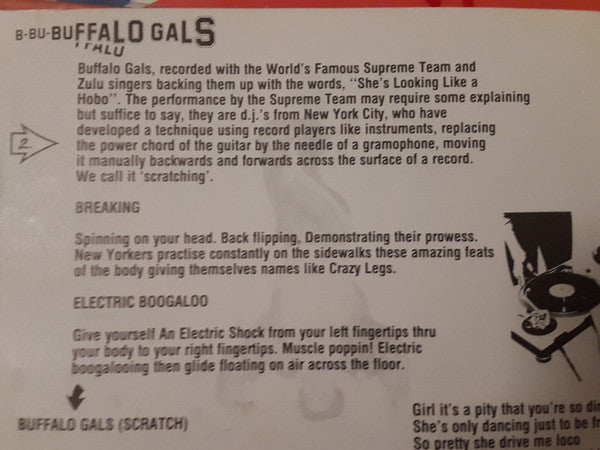 B-BU-BUFFALO GALS
Buffalo Gals, recorded with the World's Famous Supreme Team and
Zulu singers backing them up with the words, "She's Looking Like a
Hobo". The performance by the Supreme Team may require some explaining
but suffice to say, they are d.j.'s from New York City, who have
developed a technique using record players like instruments, replacing
the power chord of the guitar by the needle of a gramophone, moving
it manually backwards and forwards across the surface of a record.
We call it 'scratching'.
2
BREAKING
Spinning on your head. Back flipping, Demonstrating their prowess.
New Yorkers practise constantly on the sidewalks these amazing feats
of the body giving themselves names like Crazy Legs.
ELECTRIC BOOGALOO
Give yourself An Electric Shock from your left fingertips thru
your body to your right fingertips. Muscle poppin! Electric
boogalooing then glide floating on air across the floor.
BUFFALO GALS (SCRATCH)
Girl it's a pity that you're so
She's only dancing just to be
So pretty she drive me loco